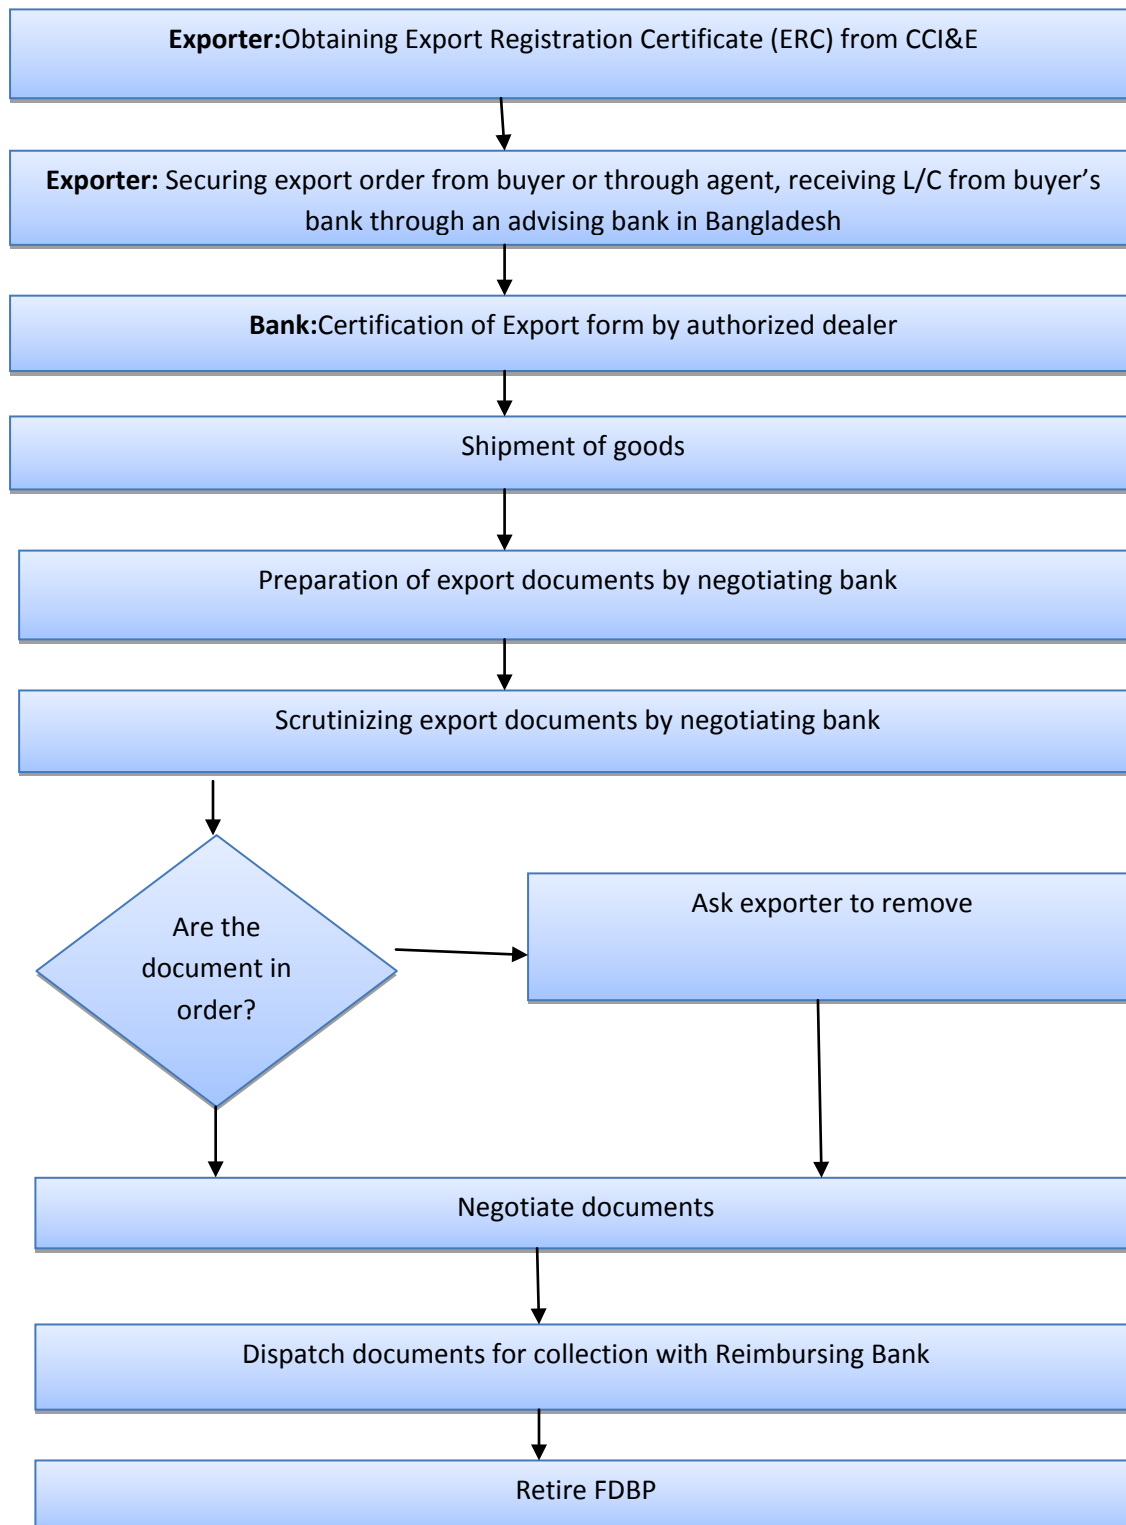 Exporter:Obtaining Export Registration Certificate (ERC) from CCI&E
Exporter: Securing export order from buyer or through agent, receiving L/C from buyer’s
bank through an advising bank in Bangladesh
Bank:Certification of Export form by authorized dealer
Shipment of goods
Preparation of export documents by negotiating bank
Scrutinizing export documents by negotiating bank
Are the
document in
order?
Ask exporter to remove
Negotiate documents
Dispatch documents for collection with Reimbursing Bank
Retire FDBP